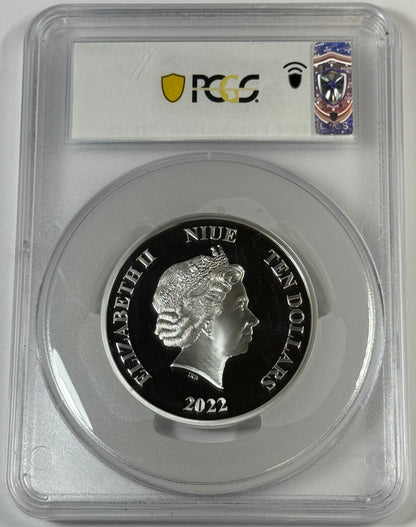 PCGS
NIUE
ELIZABETH II
TEN DOLLARS
2022